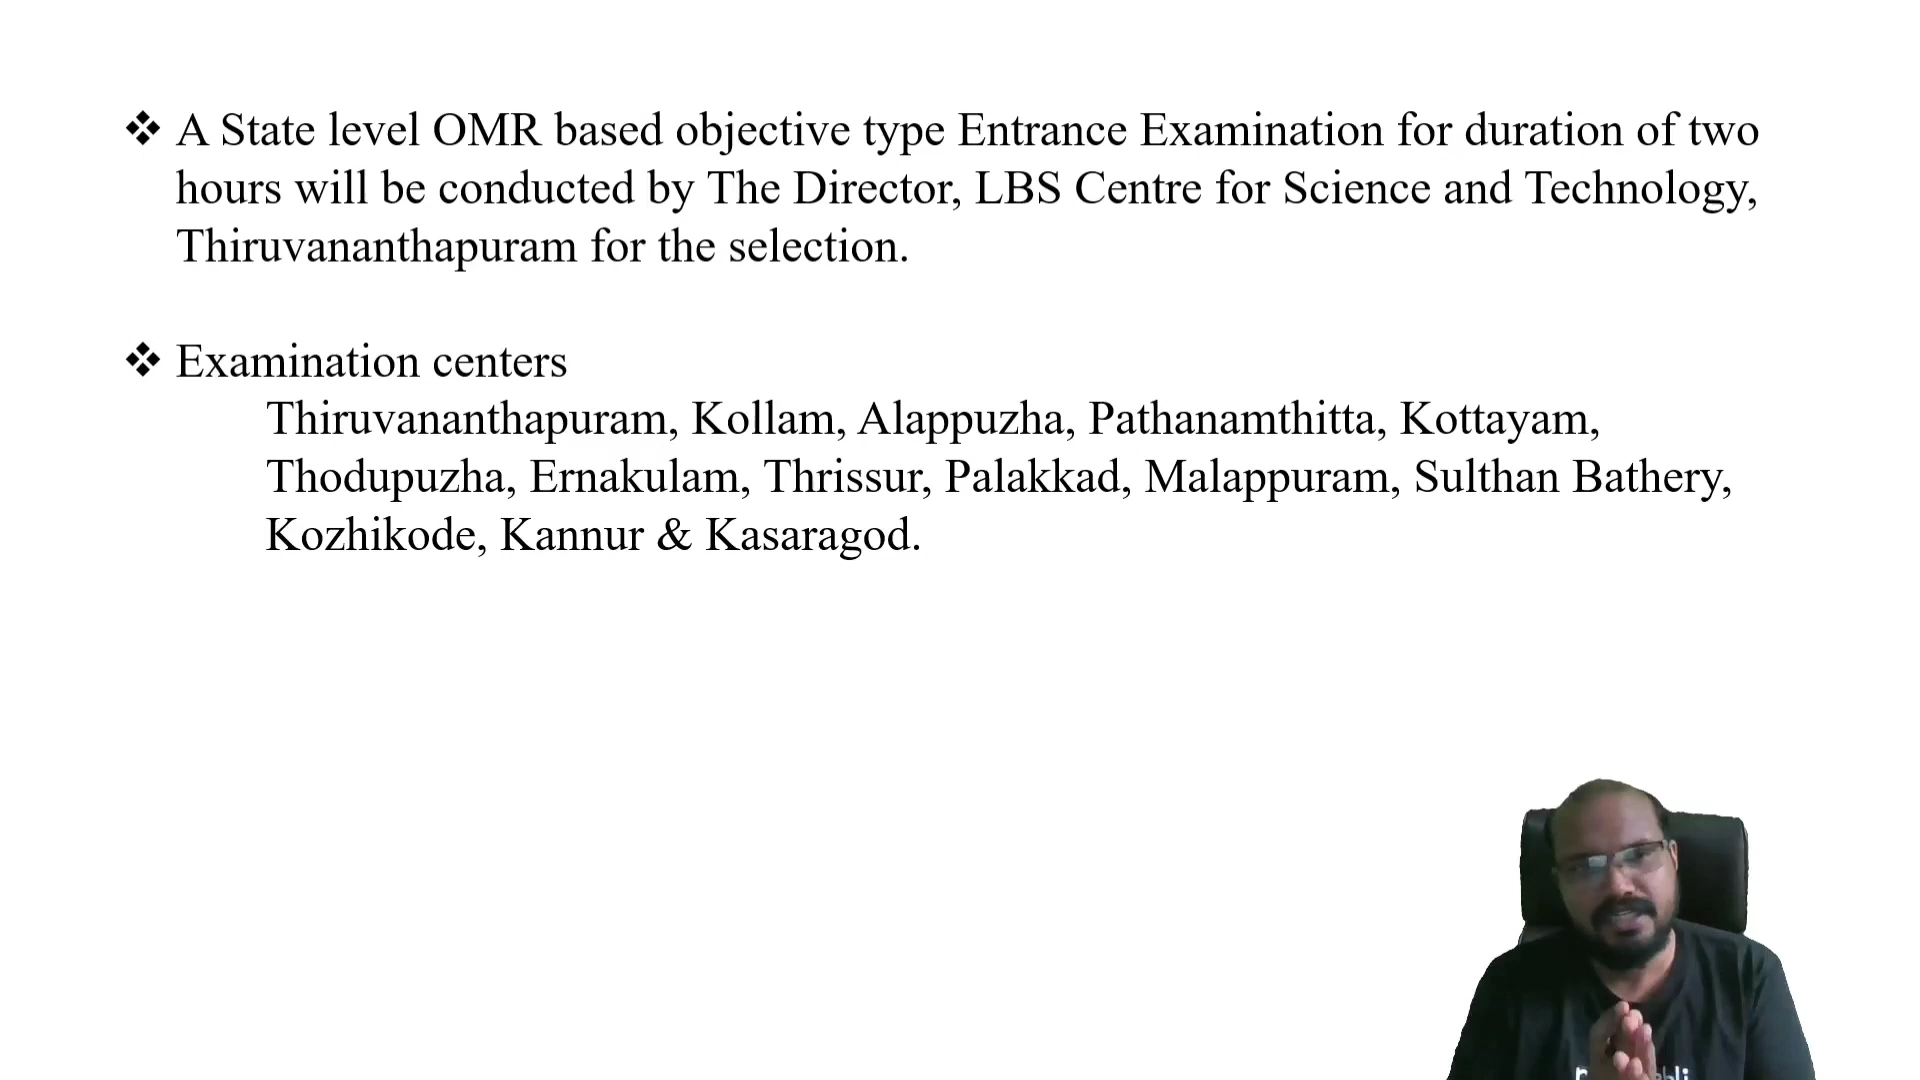 ❖ A State level OMR based objective type Entrance Examination for duration of two
hours will be conducted by The Director, LBS Centre for Science and Technology,
Thiruvananthapuram for the selection.
❖ Examination centers
Thiruvananthapuram, Kollam, Alappuzha, Pathanamthitta, Kottayam,
Thodupuzha, Ernakulam, Thrissur, Palakkad, Malappuram, Sulthan Bathery,
Kozhikode, Kannur & Kasaragod.